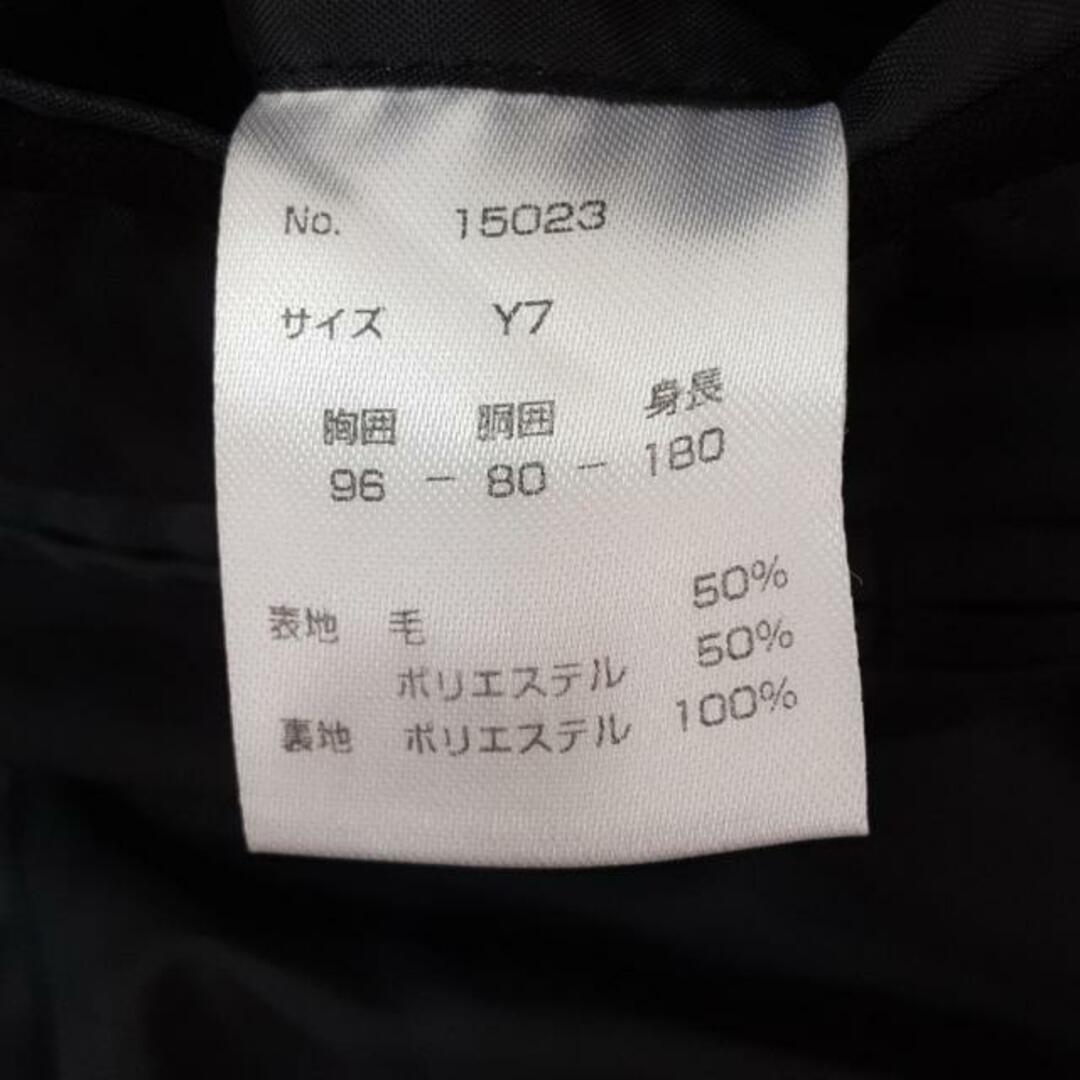 No. 15023
サイズ Y7
胸囲 胴囲 身長
96 - 80 - 180
表地 毛 50%
ポリエステル 50%
裏地 ポリエステル 100%